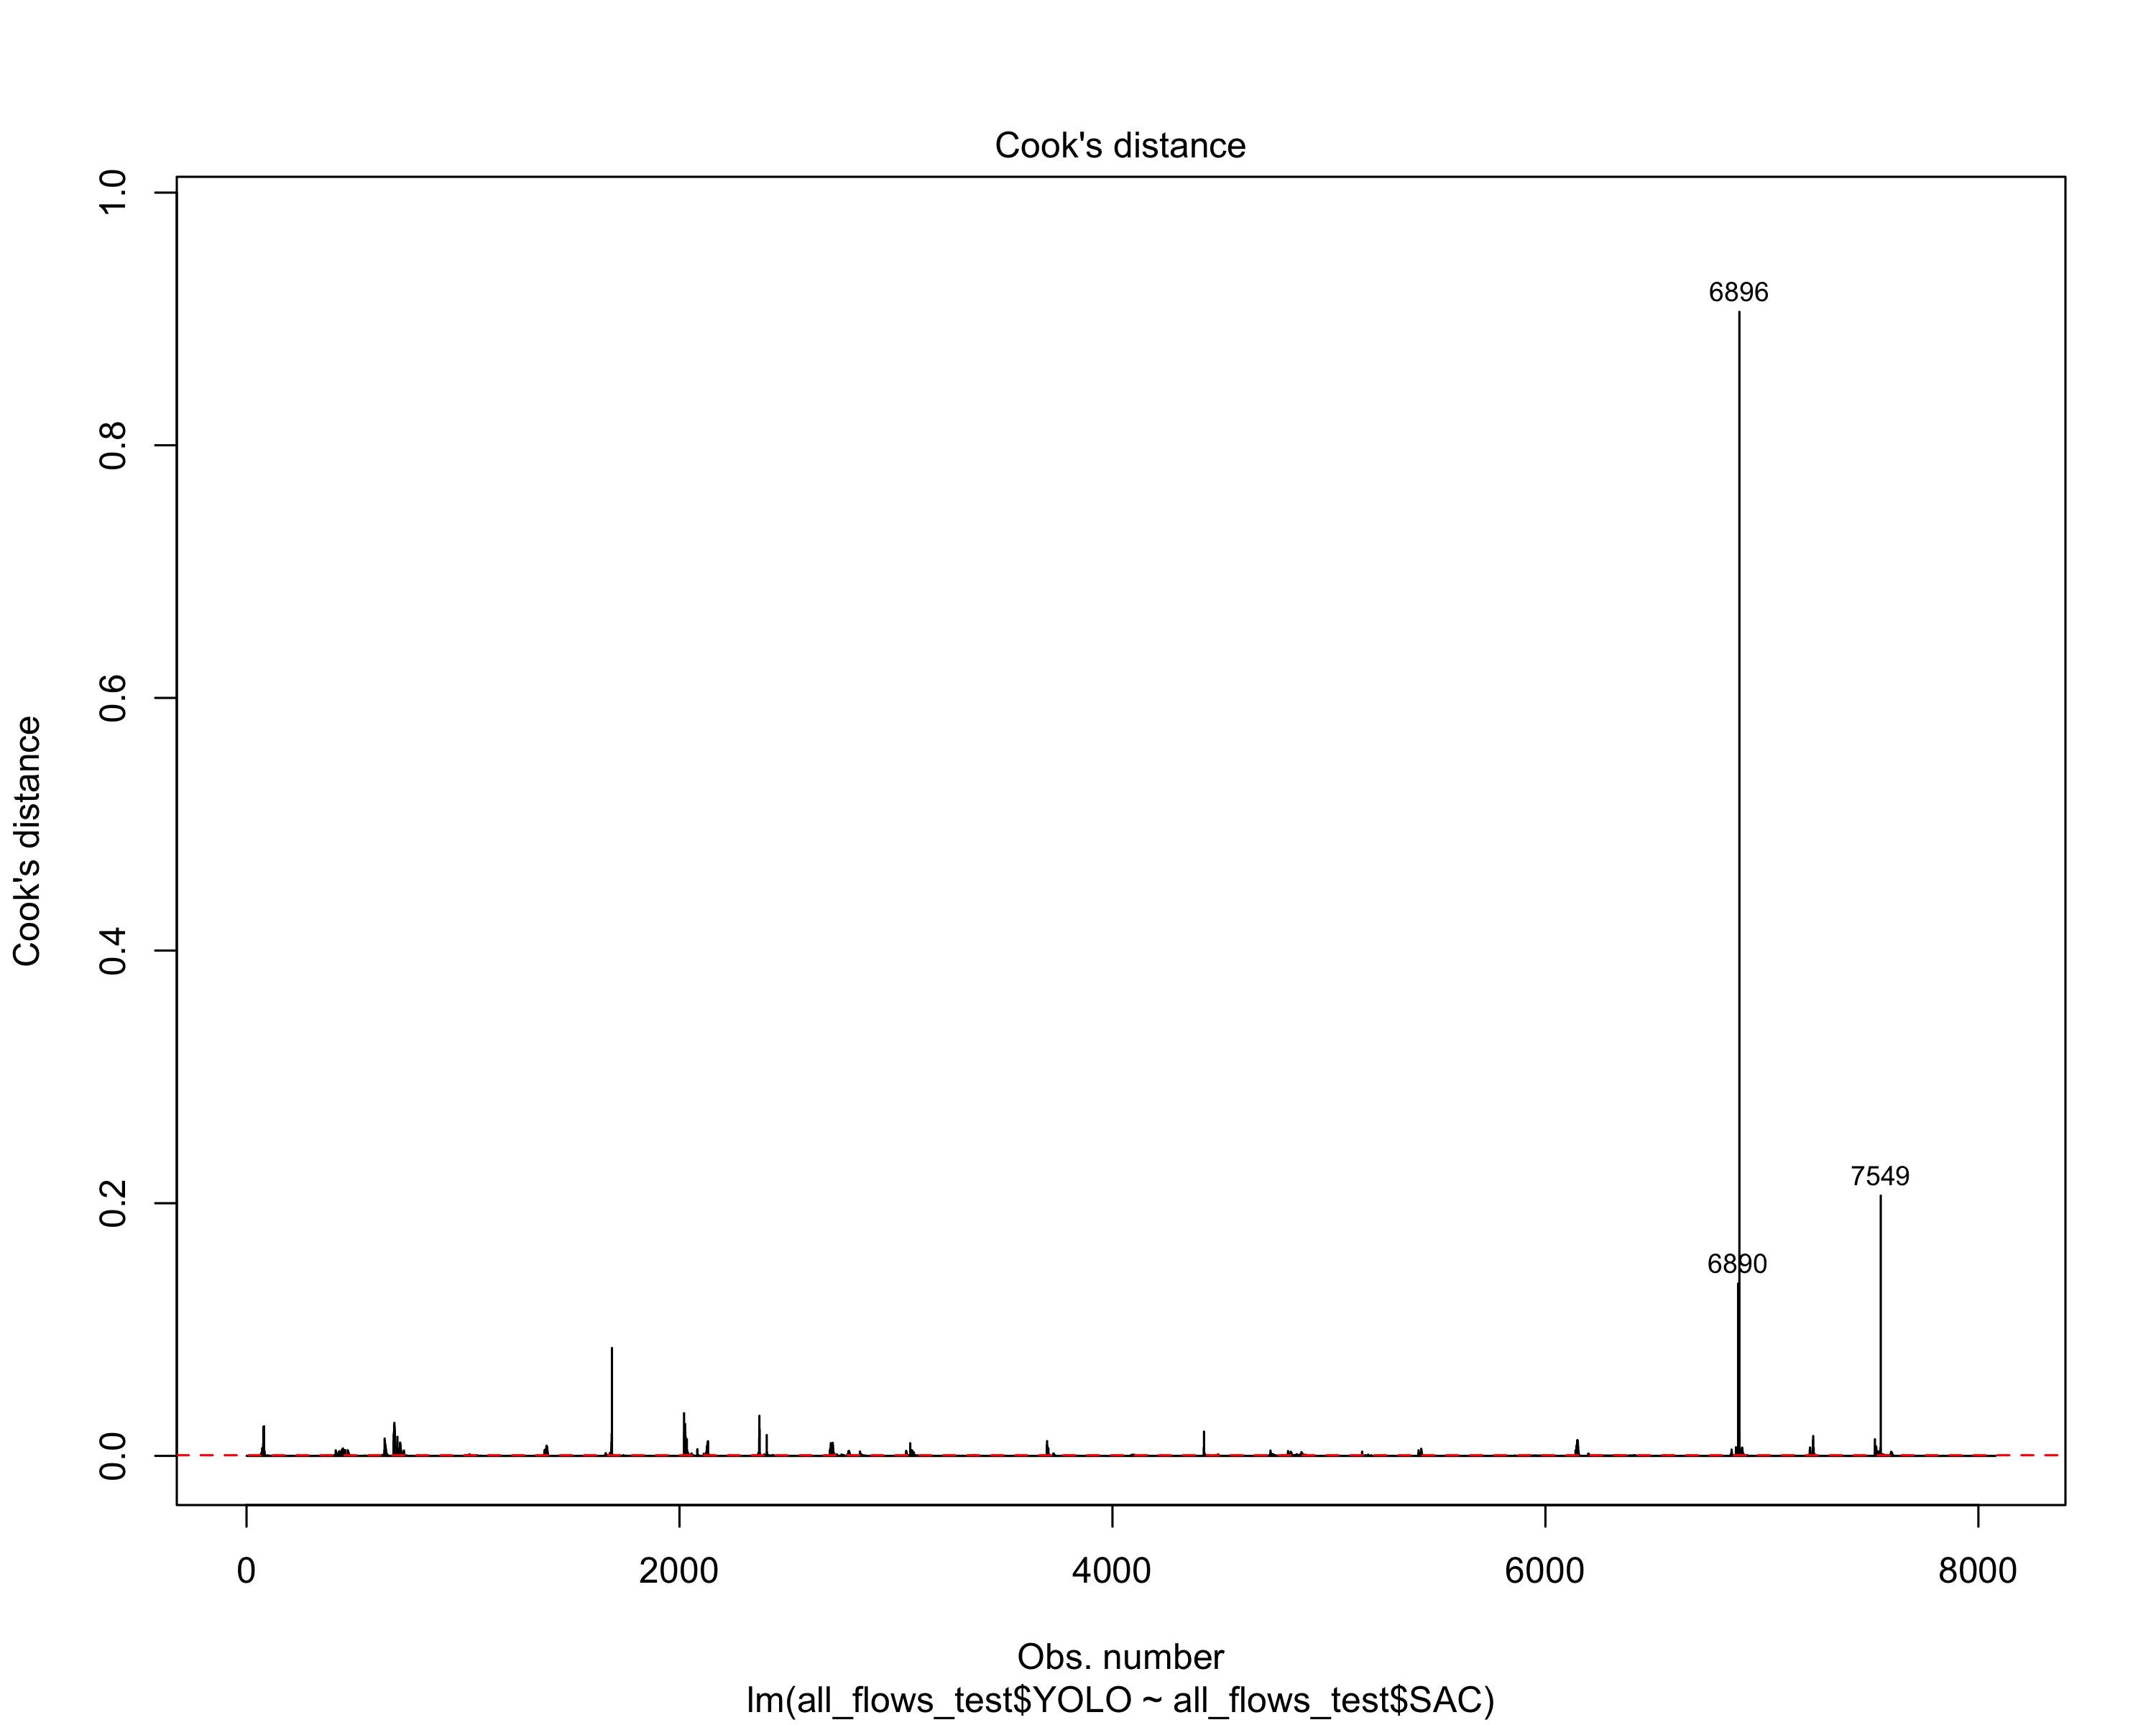 Cook's distance
1.0
0.8
0.6
0.4
0.2
0.0
Cook's distance
6896
7549
6890
0 2000 4000 6000 8000
Obs. number
lm(all_flows_test$YOLO ~ all_flows_test$SAC)